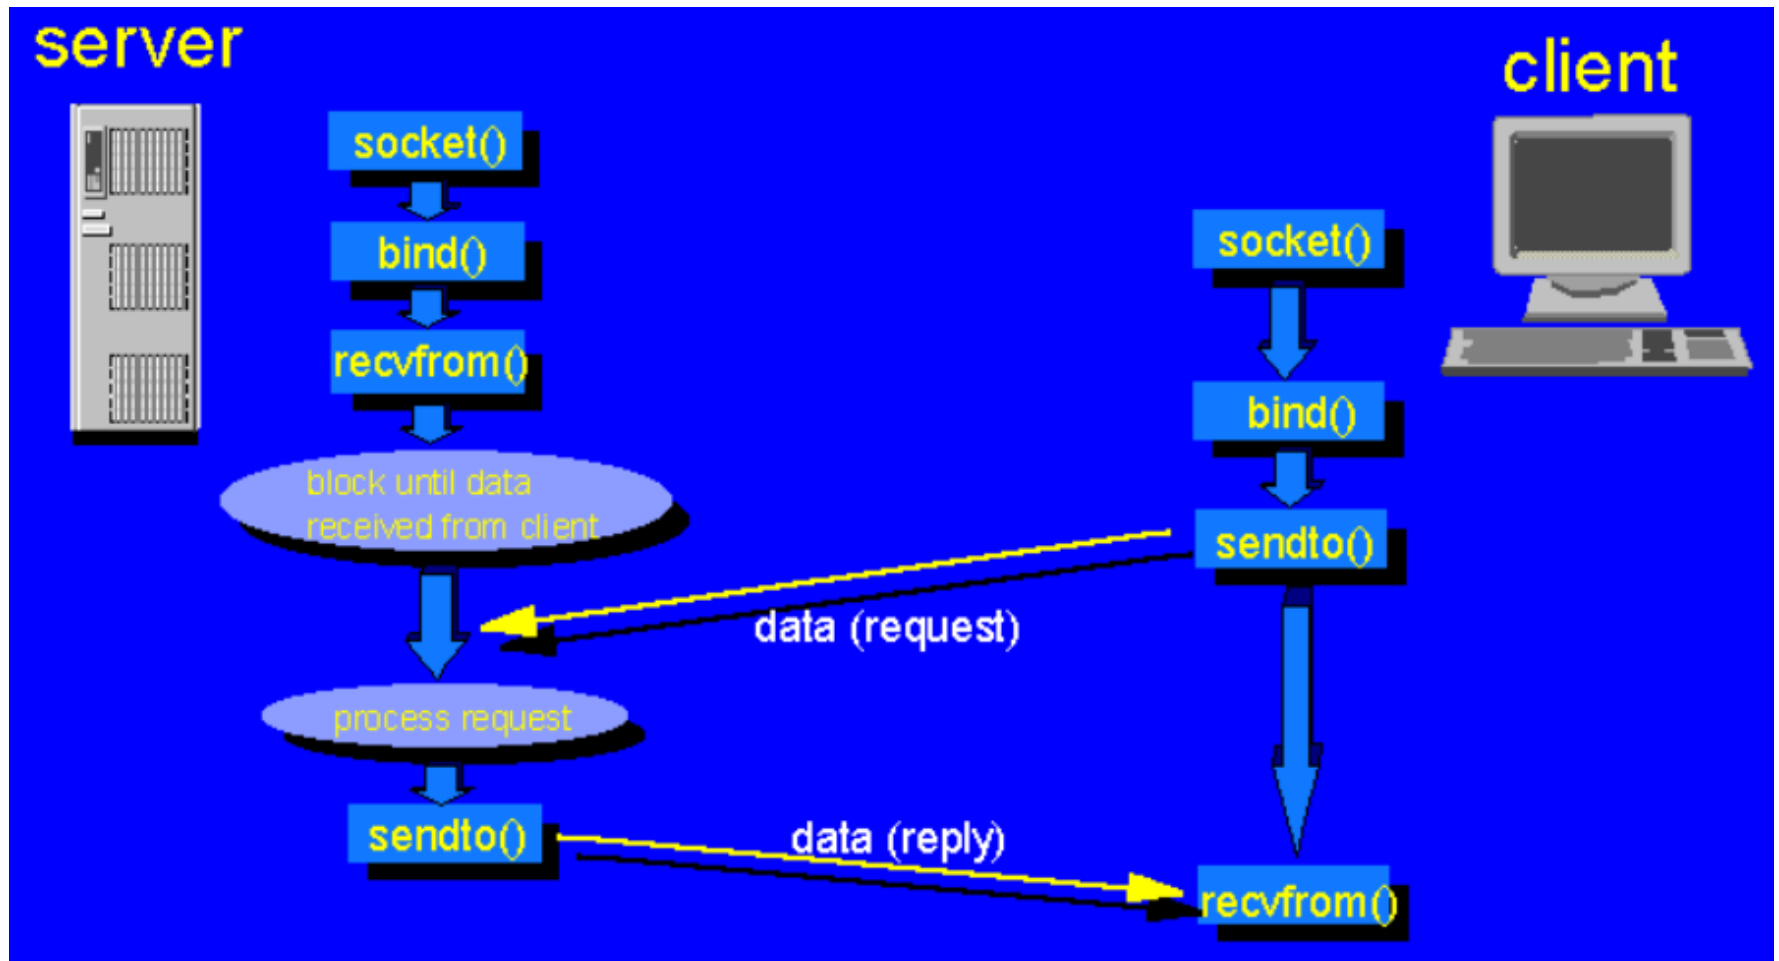 server
client
socket()
bind()
recvfrom()
block until data
received from client
process request
sendto()
socket()
bind()
sendto()
recvfrom()
data (request)
data (reply)